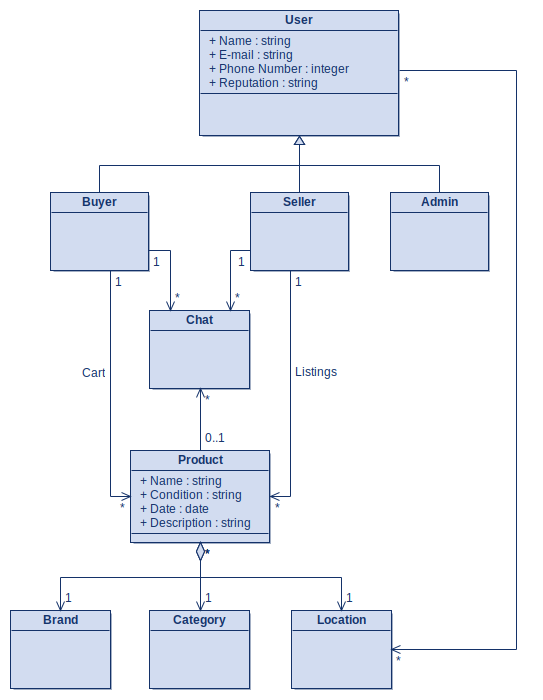 User
+ Name : string
+ E-mail : string
+ Phone Number : integer
+ Reputation : string
*
Buyer
Seller
Admin
1
1
1
1
*
*
Chat
Cart
Listings
*
0..1
Product
+ Name : string
+ Condition : string
+ Date : date
+ Description : string
*
*
*
1
1
1
Brand
Category
Location
*